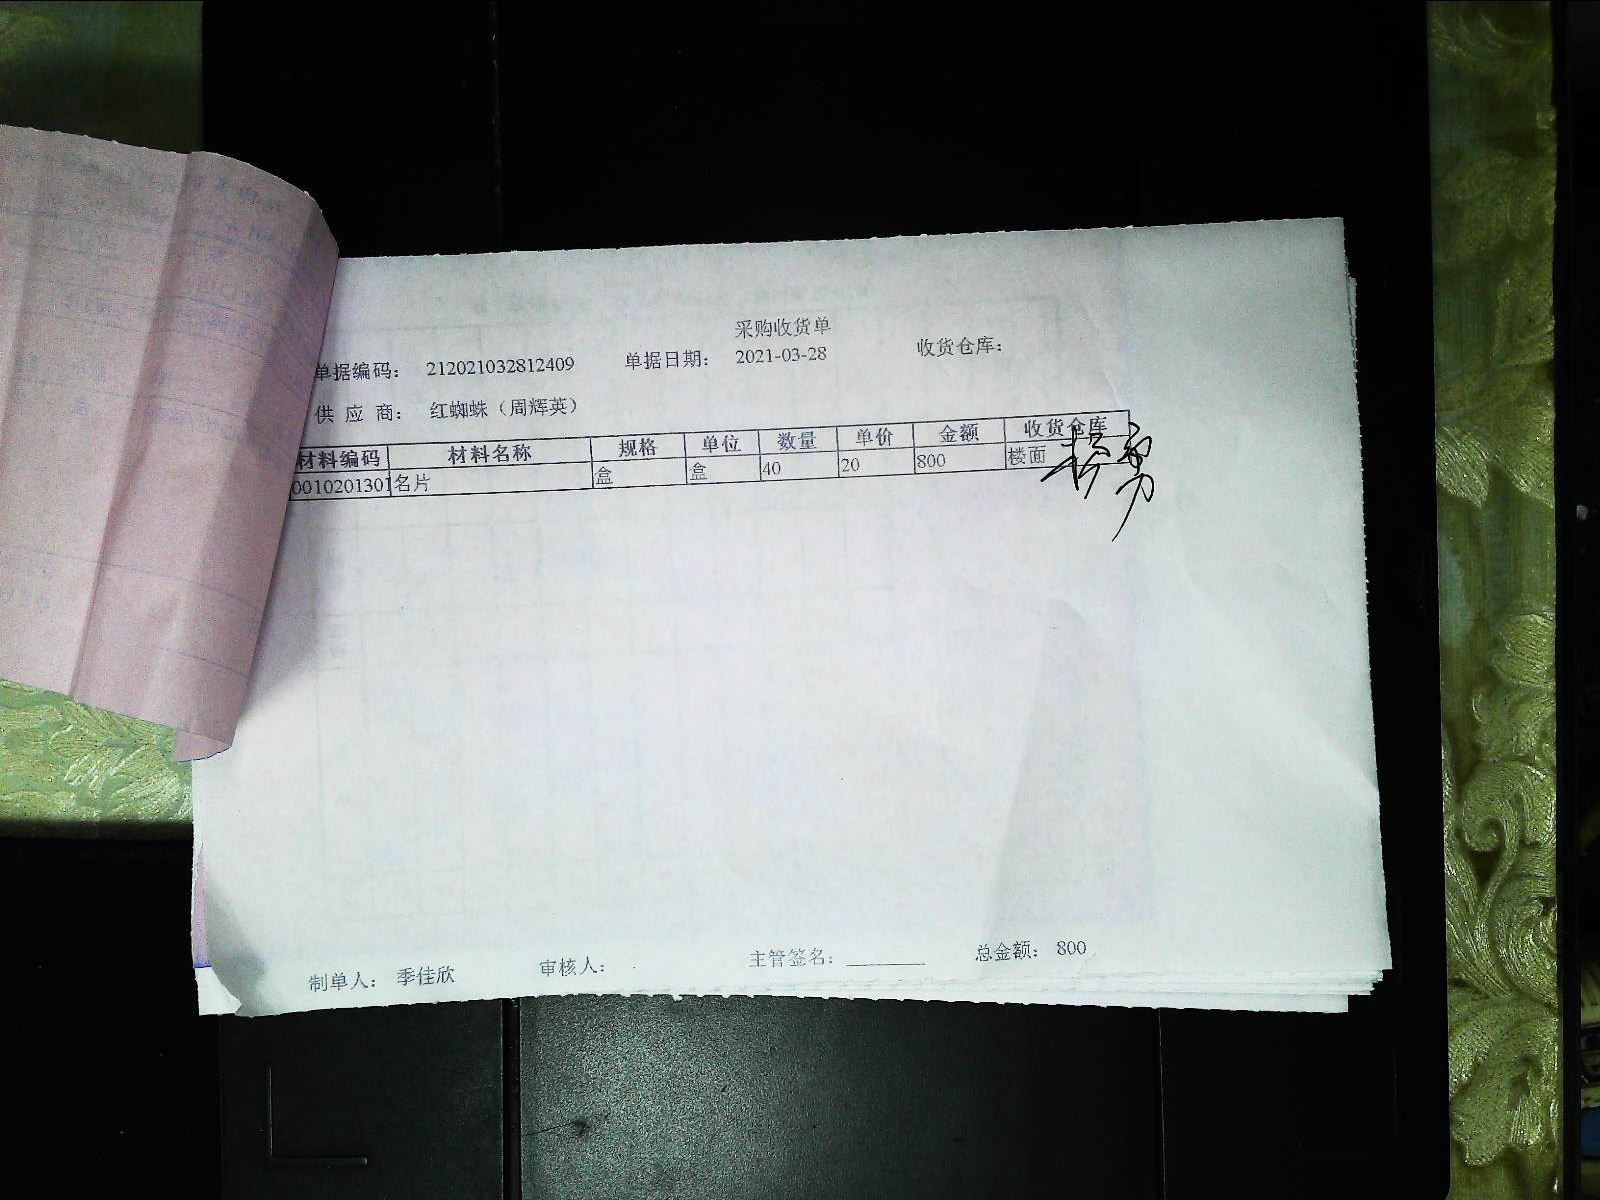 采购收货单
单据编码： 212021032812409 单据日期： 2021-03-28 收货仓库：
供 应 商： 红蜘蛛（周辉英）
材料编码 材料名称 规格 单位 数量 单价 金额 收货仓库
0010201301 名片 盒 盒 40 20 800 楼面
制单人： 季佳欣 审核人： 主管签名：________ 总金额： 800